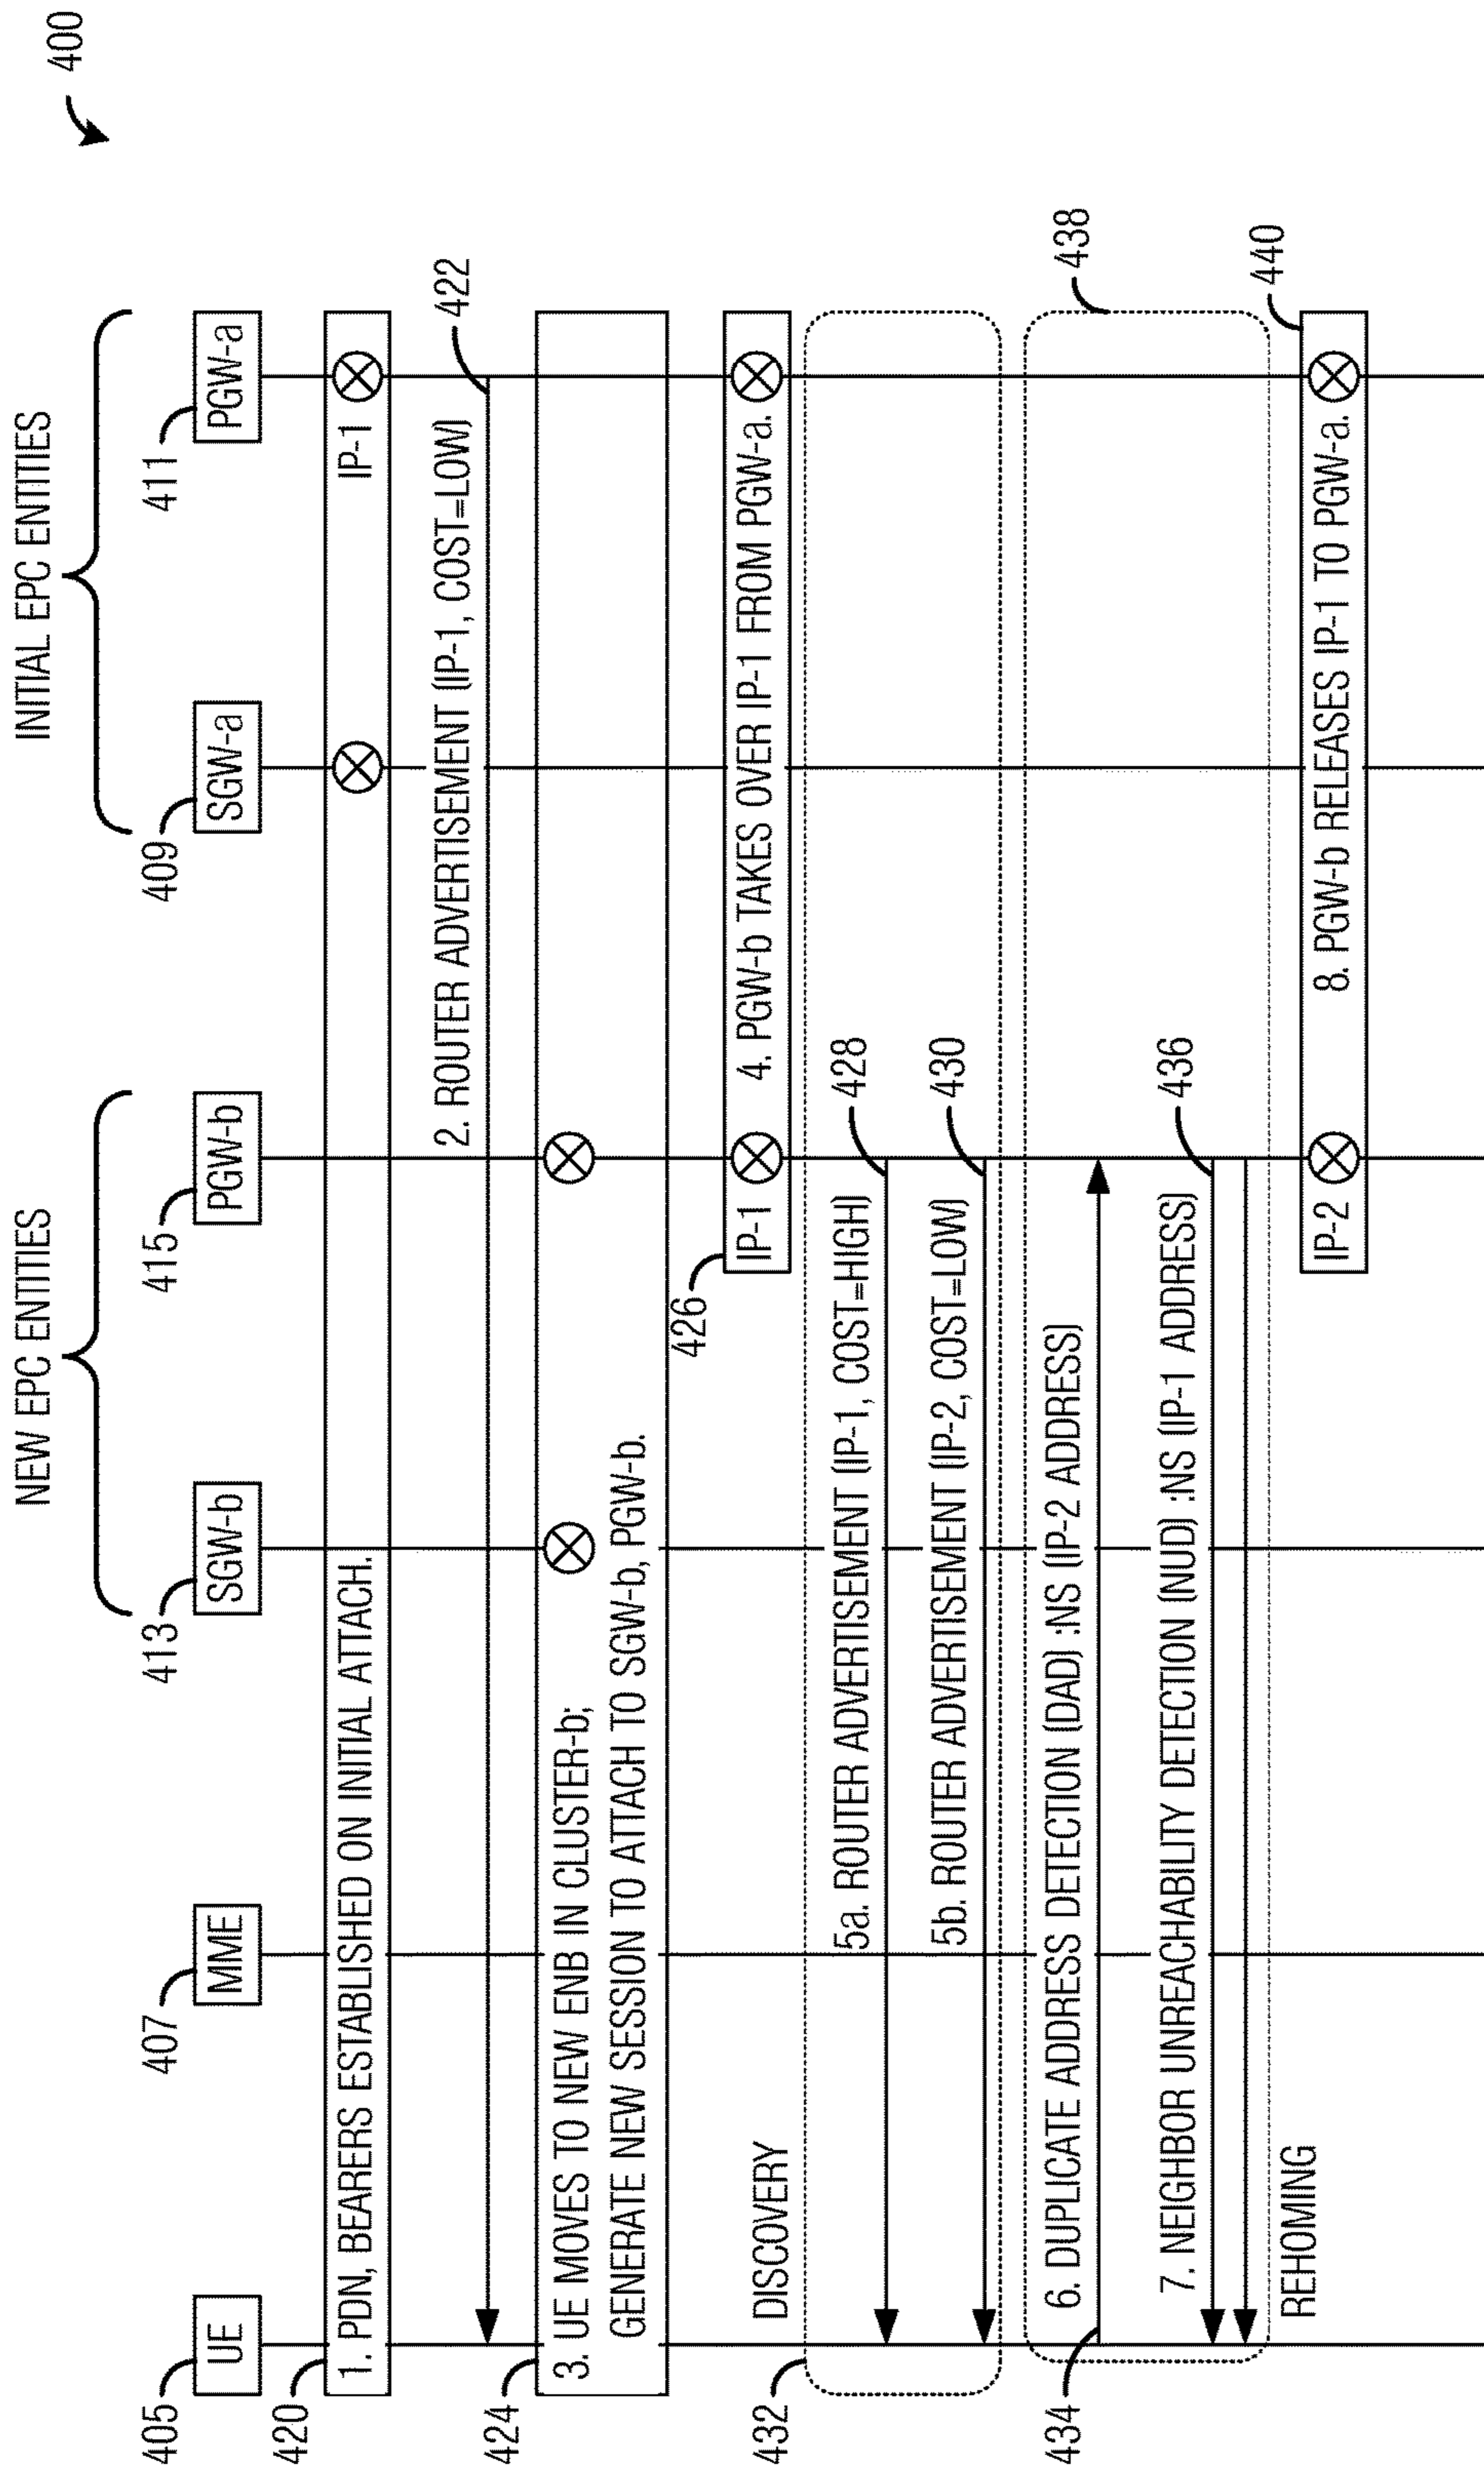 400
NEW EPC ENTITIES
INITIAL EPC ENTITIES
405
407
413
415
409
411
UE
MME
SGW-b
PGW-b
SGW-a
PGW-a
420
1. PDN, BEARERS ESTABLISHED ON INITIAL ATTACH.
IP-1
2. ROUTER ADVERTISEMENT (IP-1, COST=LOW)
422
424
3. UE MOVES TO NEW ENB IN CLUSTER-b;
GENERATE NEW SESSION TO ATTACH TO SGW-b, PGW-b.
426
IP-1
4. PGW-b TAKES OVER IP-1 FROM PGW-a.
432
DISCOVERY
5a. ROUTER ADVERTISEMENT (IP-1, COST=HIGH)
428
5b. ROUTER ADVERTISEMENT (IP-2, COST=LOW)
430
434
6. DUPLICATE ADDRESS DETECTION (DAD) :NS (IP-2 ADDRESS)
438
7. NEIGHBOR UNREACHABILITY DETECTION (NUD) :NS (IP-1 ADDRESS)
436
REHOMING
IP-2
8. PGW-b RELEASES IP-1 TO PGW-a.
440